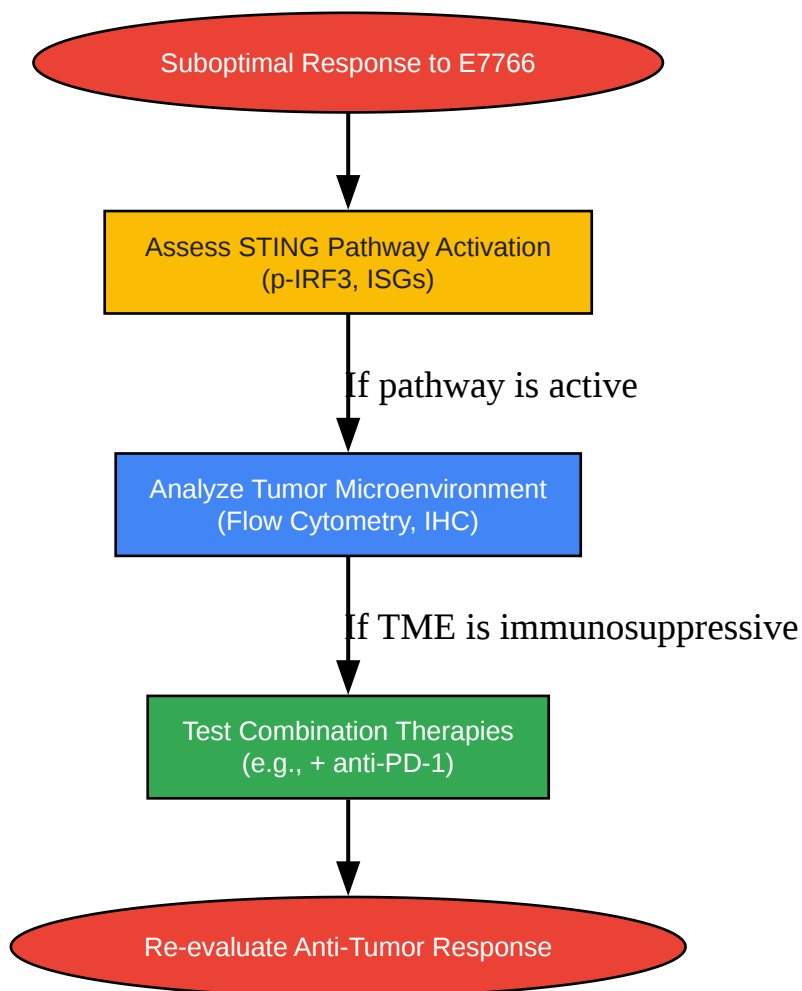 Suboptimal Response to E7766
Assess STING Pathway Activation
(p-IRF3, ISGs)
If pathway is active
Analyze Tumor Microenvironment
(Flow Cytometry, IHC)
If TME is immunosuppressive
Test Combination Therapies
(e.g., + anti-PD-1)
Re-evaluate Anti-Tumor Response